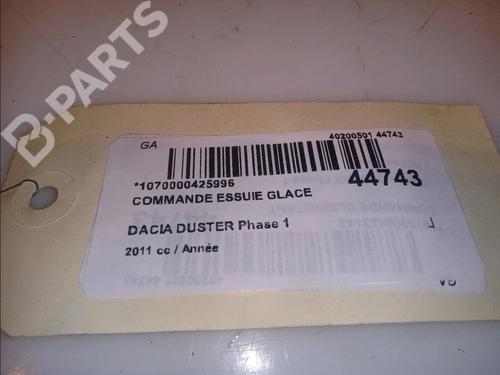 B-PARTS
GA
40200501 44743
*1070000425996
44743
COMMANDE ESSUIE GLACE
DACIA DUSTER Phase 1
2011 cc / Année